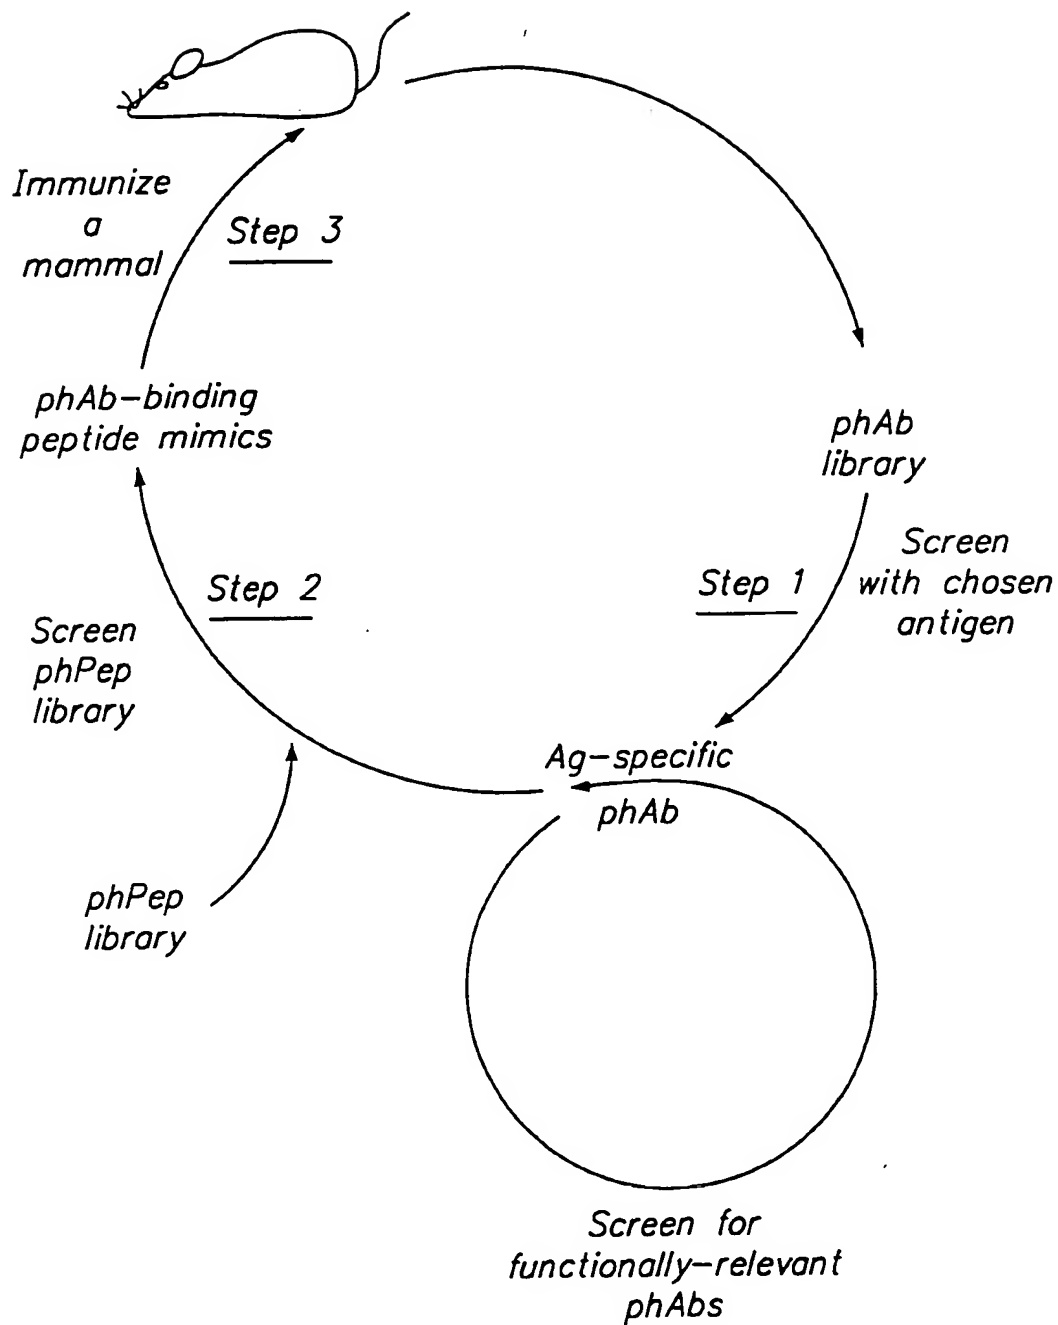 Immunize
a
mammal
Step 3
phAb-binding
peptide mimics
phAb
library
Screen
with chosen
antigen
Step 1
Step 2
Screen
phPep
library
Ag-specific
phAb
phPep
library
Screen for
functionally-relevant
phAbs